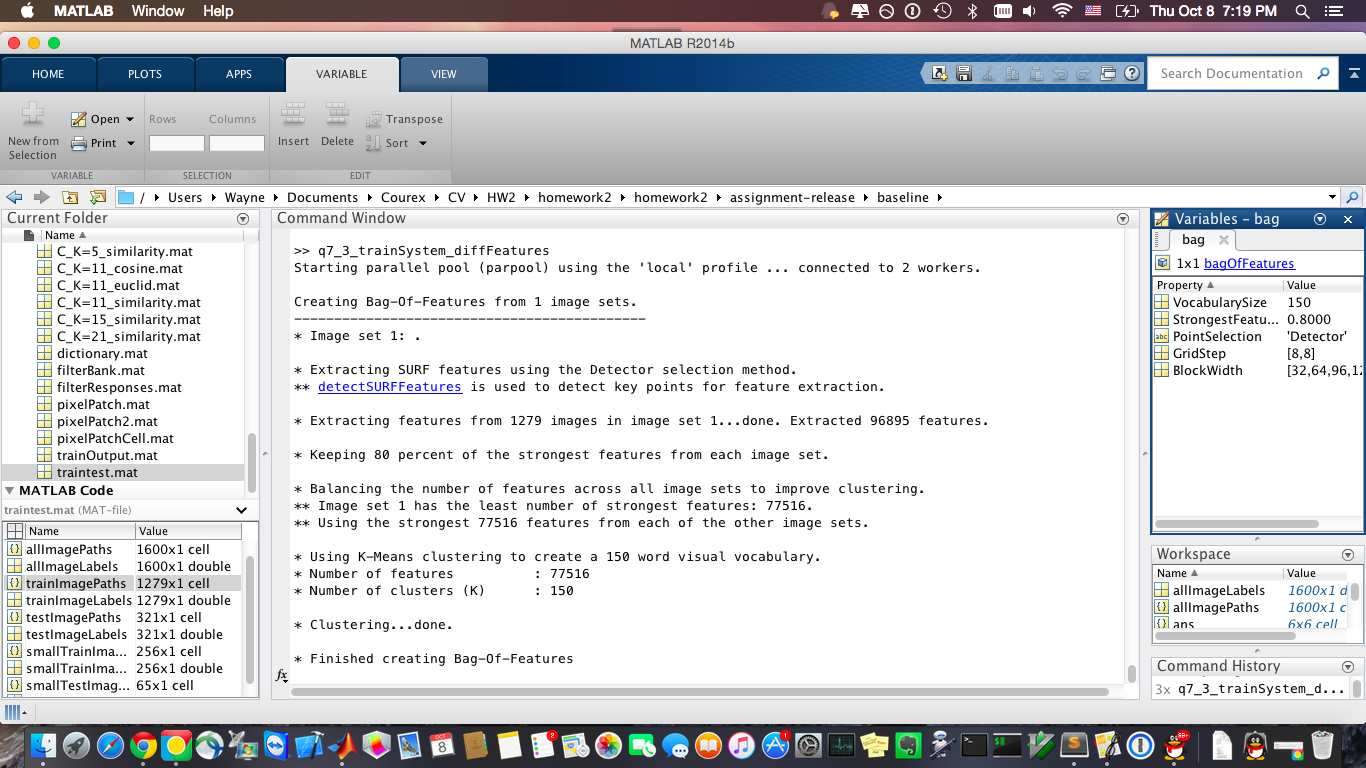 MATLAB Window Help Thu Oct 8 7:19 PM
MATLAB R2014b
HOME PLOTS APPS VARIABLE VIEW Search Documentation
New from Selection Open Print Rows Columns Insert Delete Transpose Sort
VARIABLE SELECTION EDIT
/ Users Wayne Documents Courex CV HW2 homework2 homework2 assignment-release baseline
Current Folder
Name
C_K=5_similarity.mat
C_K=11_cosine.mat
C_K=11_euclid.mat
C_K=11_similarity.mat
C_K=15_similarity.mat
C_K=21_similarity.mat
dictionary.mat
filterBank.mat
filterResponses.mat
pixelPatch.mat
pixelPatch2.mat
pixelPatchCell.mat
trainOutput.mat
traintest.mat
MATLAB Code
traintest.mat (MAT-file)
Name Value
allImagePaths 1600x1 cell
allImageLabels 1600x1 double
trainImagePaths 1279x1 cell
trainImageLabels 1279x1 double
testImagePaths 321x1 cell
testImageLabels 321x1 double
smallTrainIma... 256x1 cell
smallTrainIma... 256x1 double
smallTestImag... 65x1 cell
Command Window
>> q7_3_trainSystem_diffFeatures
Starting parallel pool (parpool) using the 'local' profile ... connected to 2 workers.
Creating Bag-Of-Features from 1 image sets.
--------------------------------------------
* Image set 1: .
* Extracting SURF features using the Detector selection method.
** detectSURFFeatures is used to detect key points for feature extraction.
* Extracting features from 1279 images in image set 1...done. Extracted 96895 features.
* Keeping 80 percent of the strongest features from each image set.
* Balancing the number of features across all image sets to improve clustering.
** Image set 1 has the least number of strongest features: 77516.
** Using the strongest 77516 features from each of the other image sets.
* Using K-Means clustering to create a 150 word visual vocabulary.
* Number of features : 77516
* Number of clusters (K) : 150
* Clustering...done.
* Finished creating Bag-Of-Features
fx
Variables - bag
bag
1x1 bagOfFeatures
Property Value
VocabularySize 150
StrongestFeatu... 0.8000
PointSelection 'Detector'
GridStep [8,8]
BlockWidth [32,64,96,12
Workspace
Name Value
allImageLabels 1600x1 d
allImagePaths 1600x1 c
ans 6x6 cell
Command History
3x q7_3_trainSystem_d...